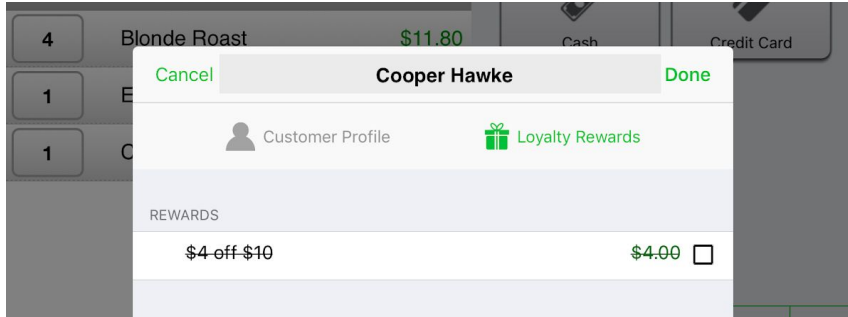 4 Blonde Roast $11.80
Cash Credit Card
Cancel Cooper Hawke Done
1 E
Customer Profile Loyalty Rewards
1
REWARDS
$4 off $10 $4.00